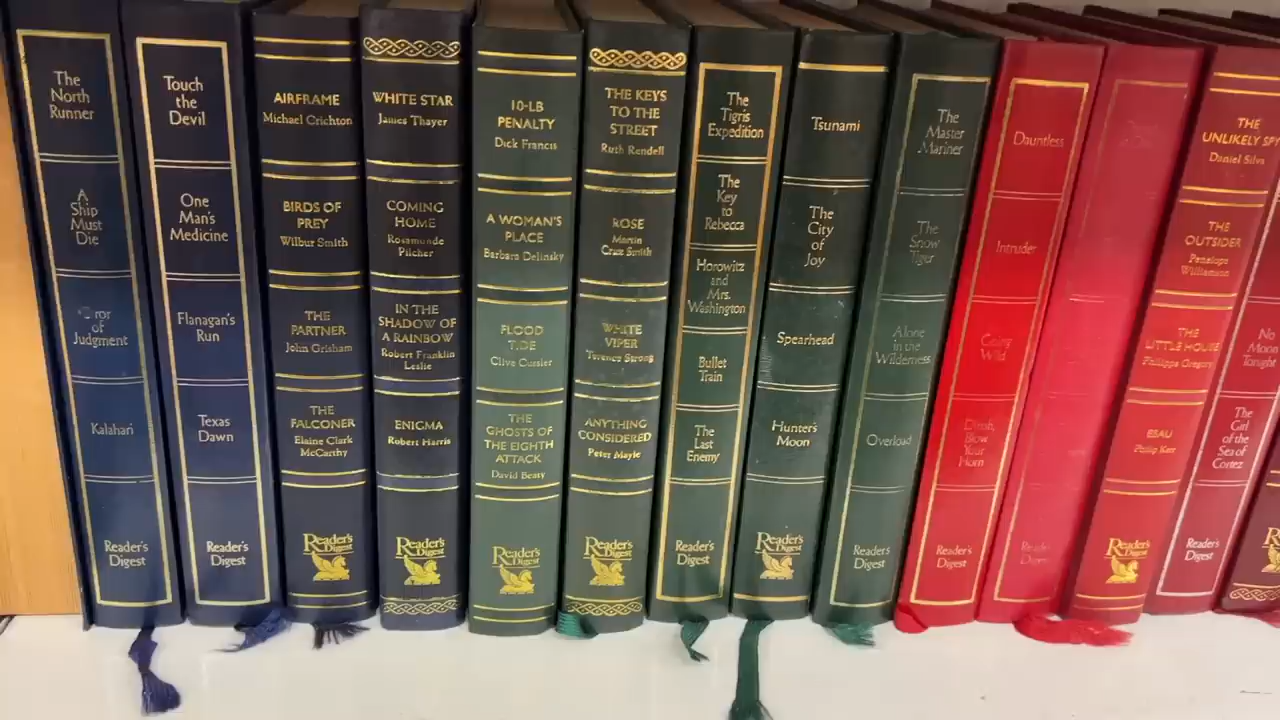 The
North
Runner
A
Ship
Must
Die
of
Judgment
Kalahari
Reader's
Digest
Touch
the
Devil
One
Man's
Medicine
Flanagan's
Run
Texas
Dawn
Reader's
Digest
AIRFRAME
Michael Crichton
BIRDS OF
PREY
Wilbur Smith
THE
PARTNER
John Grisham
THE
FALCONER
Elaine Clark
McCarthy
Reader's
Digest
WHITE STAR
James Thayer
COMING
HOME
Rosamunde
Pilcher
IN THE
SHADOW OF
A RAINBOW
Robert Franklin
Leslie
ENIGMA
Robert Harris
Reader's
Digest
10-LB
PENALTY
Dick Francis
A WOMAN'S
PLACE
Barbara Delinsky
FLOOD
TIDE
Clive Cussler
THE
GHOSTS OF
THE EIGHTH
ATTACK
David Beaty
Reader's
Digest
THE KEYS
TO THE
STREET
Ruth Rendell
ROSE
Martin
Cruz Smith
WHITE
VIPER
Terence Strong
ANYTHING
CONSIDERED
Peter Mayle
Reader's
Digest
The
Tigris
Expedition
The
Key
to
Rebecca
Horowitz
and
Mrs.
Washington
Bullet
Train
The
Last
Enemy
Reader's
Digest
Tsunami
The
City
of
Joy
Spearhead
Hunter's
Moon
Reader's
Digest
The
Master
Mariner
The
Snow
Tiger
Alone
in the
Wilderness
Overload
Reader's
Digest
Dauntless
Intruder
Going
Wild
Climb,
Blow
Your
Horn
Reader's
Digest
Reader's
Digest
THE
UNLIKELY SPY
Daniel Silva
THE
OUTSIDER
Penelope
Williamson
THE
LITTLE HOUSE
Philippa Gregory
ESAU
Philip Kerr
Reader's
Digest
No
Moon
Tonight
The
Girl
of the
Sea of
Cortez
Reader's
Digest